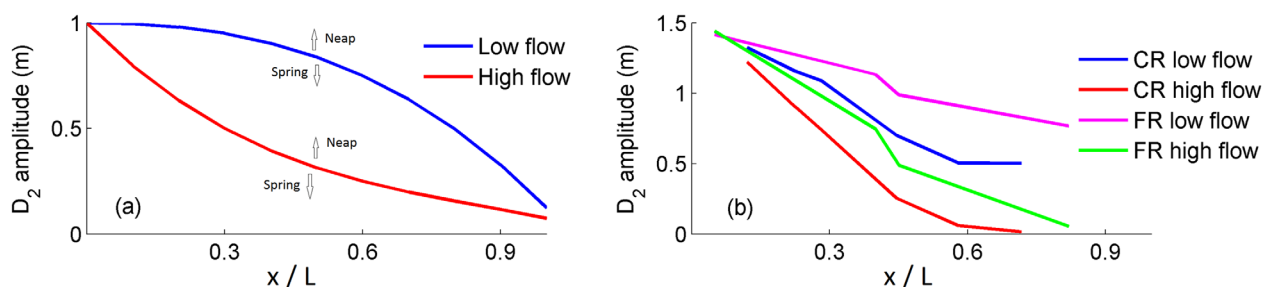 D2 amplitude (m)
1
0.5
0
0.3
0.6
0.9
x / L
(a)
Neap
Spring
Neap
Spring
Low flow
High flow
D2 amplitude (m)
1.5
1
0.5
0
0.3
0.6
0.9
x / L
(b)
CR low flow
CR high flow
FR low flow
FR high flow